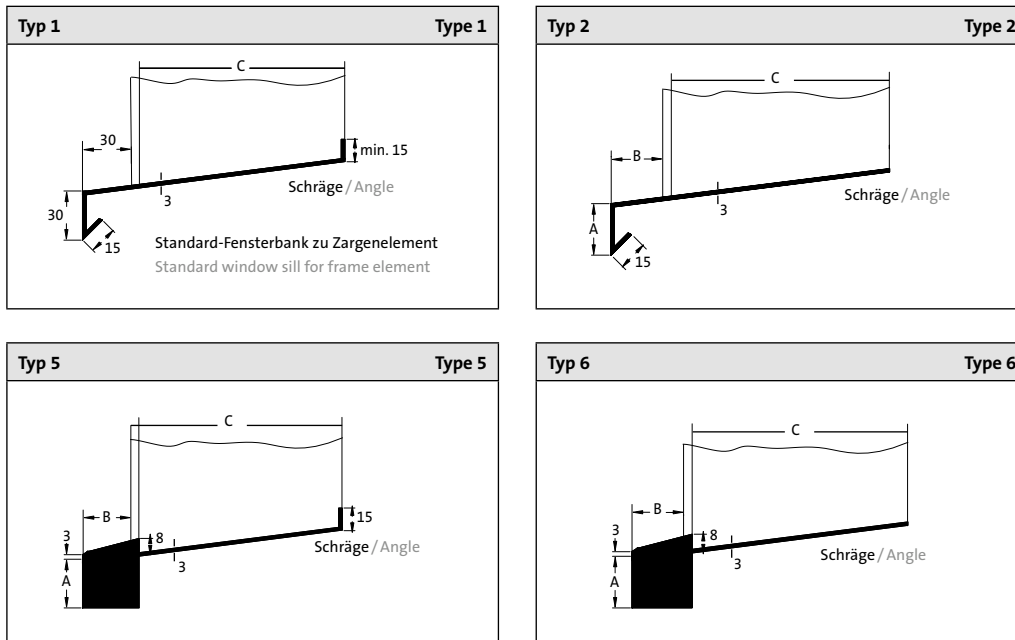 Typ 1 Type 1
C
30
min. 15
Schräge / Angle
3
30
15
Standard-Fensterbank zu Zargenelement
Standard window sill for frame element
Typ 2 Type 2
C
B
Schräge / Angle
3
A
15
Typ 5 Type 5
C
B
3
8
15
Schräge / Angle
3
A
Typ 6 Type 6
C
B
3
8
Schräge / Angle
3
A